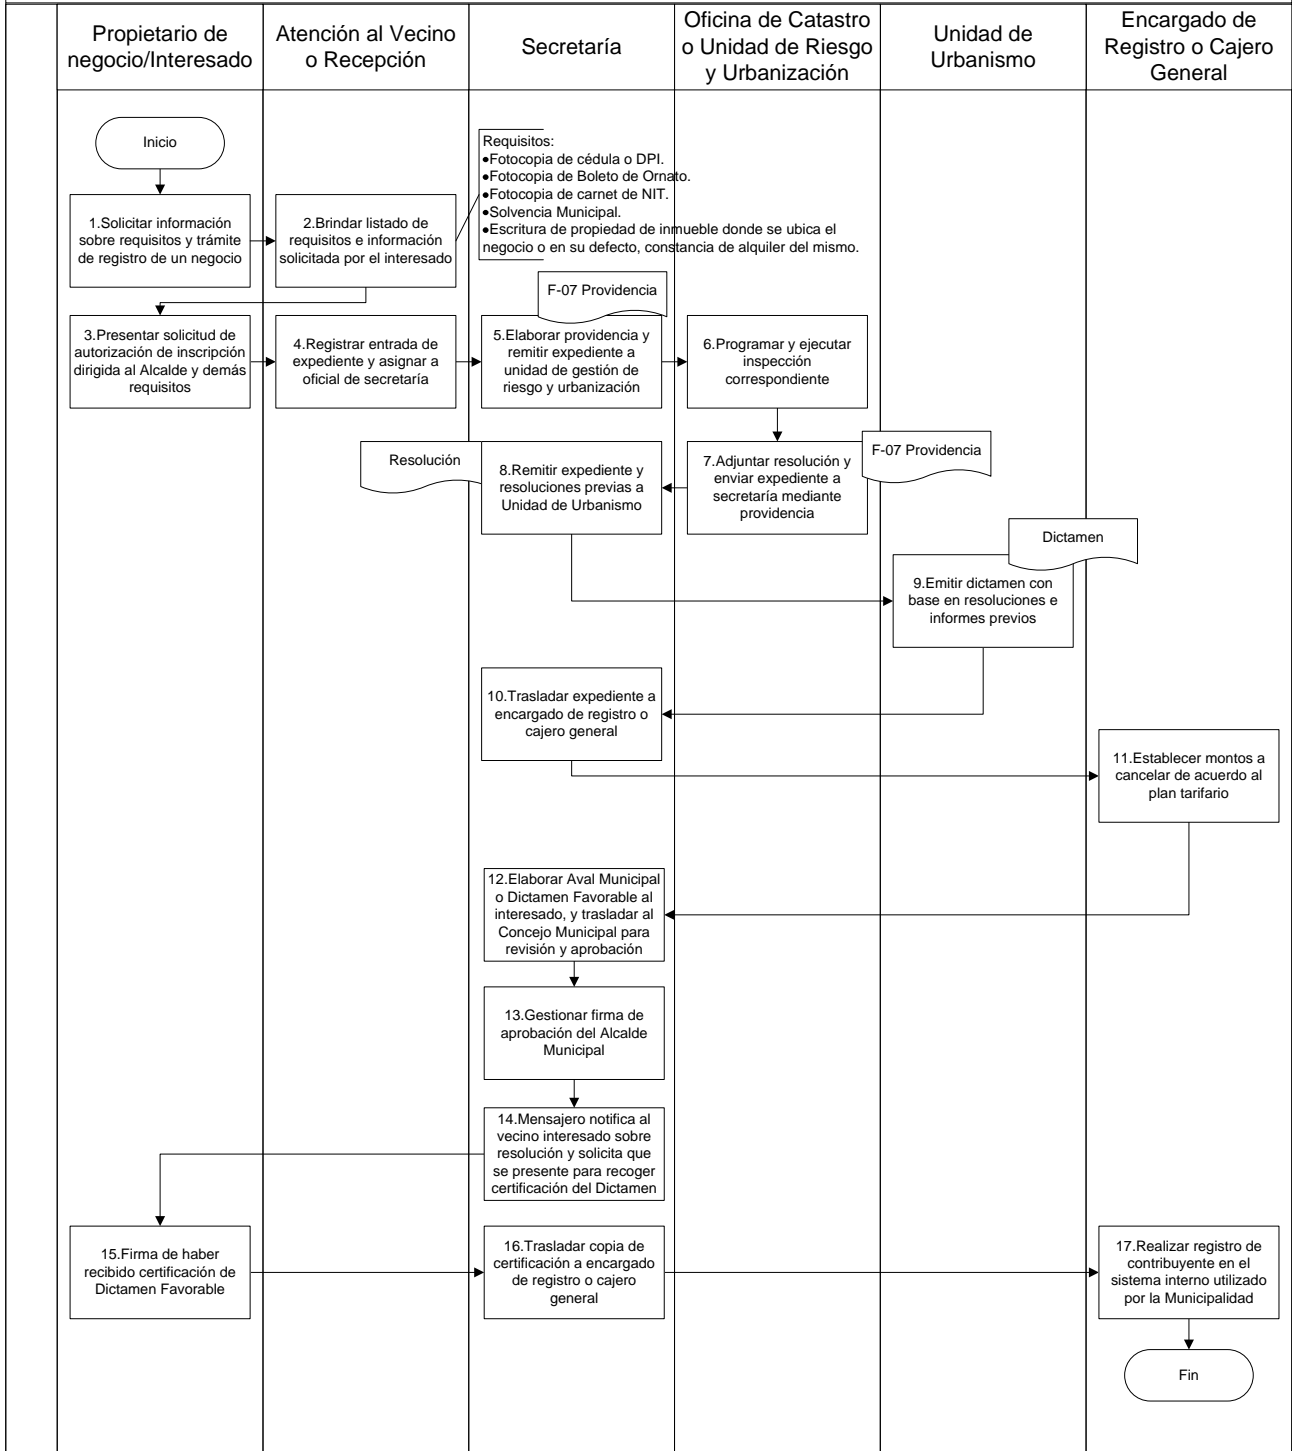 Propietario de
negocio/Interesado
Atención al Vecino
o Recepción
Secretaría
Oficina de Catastro
o Unidad de Riesgo
y Urbanización
Unidad de
Urbanismo
Encargado de
Registro o Cajero
General
Inicio
Requisitos:
●Fotocopia de cédula o DPI.
●Fotocopia de Boleto de Ornato.
●Fotocopia de carnet de NIT.
●Solvencia Municipal.
●Escritura de propiedad de inmueble donde se ubica el
negocio o en su defecto, constancia de alquiler del mismo.
1.Solicitar información
sobre requisitos y trámite
de registro de un negocio
2.Brindar listado de
requisitos e información
solicitada por el interesado
F-07 Providencia
3.Presentar solicitud de
autorización de inscripción
dirigida al Alcalde y demás
requisitos
4.Registrar entrada de
expediente y asignar a
oficial de secretaría
5.Elaborar providencia y
remitir expediente a
unidad de gestión de
riesgo y urbanización
6.Programar y ejecutar
inspección
correspondiente
Resolución
8.Remitir expediente y
resoluciones previas a
Unidad de Urbanismo
7.Adjuntar resolución y
enviar expediente a
secretaría mediante
providencia
F-07 Providencia
Dictamen
9.Emitir dictamen con
base en resoluciones e
informes previos
10.Trasladar expediente a
encargado de registro o
cajero general
11.Establecer montos a
cancelar de acuerdo al
plan tarifario
12.Elaborar Aval Municipal
o Dictamen Favorable al
interesado, y trasladar al
Concejo Municipal para
revisión y aprobación
13.Gestionar firma de
aprobación del Alcalde
Municipal
14.Mensajero notifica al
vecino interesado sobre
resolución y solicita que
se presente para recoger
certificación del Dictamen
15.Firma de haber
recibido certificación de
Dictamen Favorable
16.Trasladar copia de
certificación a encargado
de registro o cajero
general
17.Realizar registro de
contribuyente en el
sistema interno utilizado
por la Municipalidad
Fin